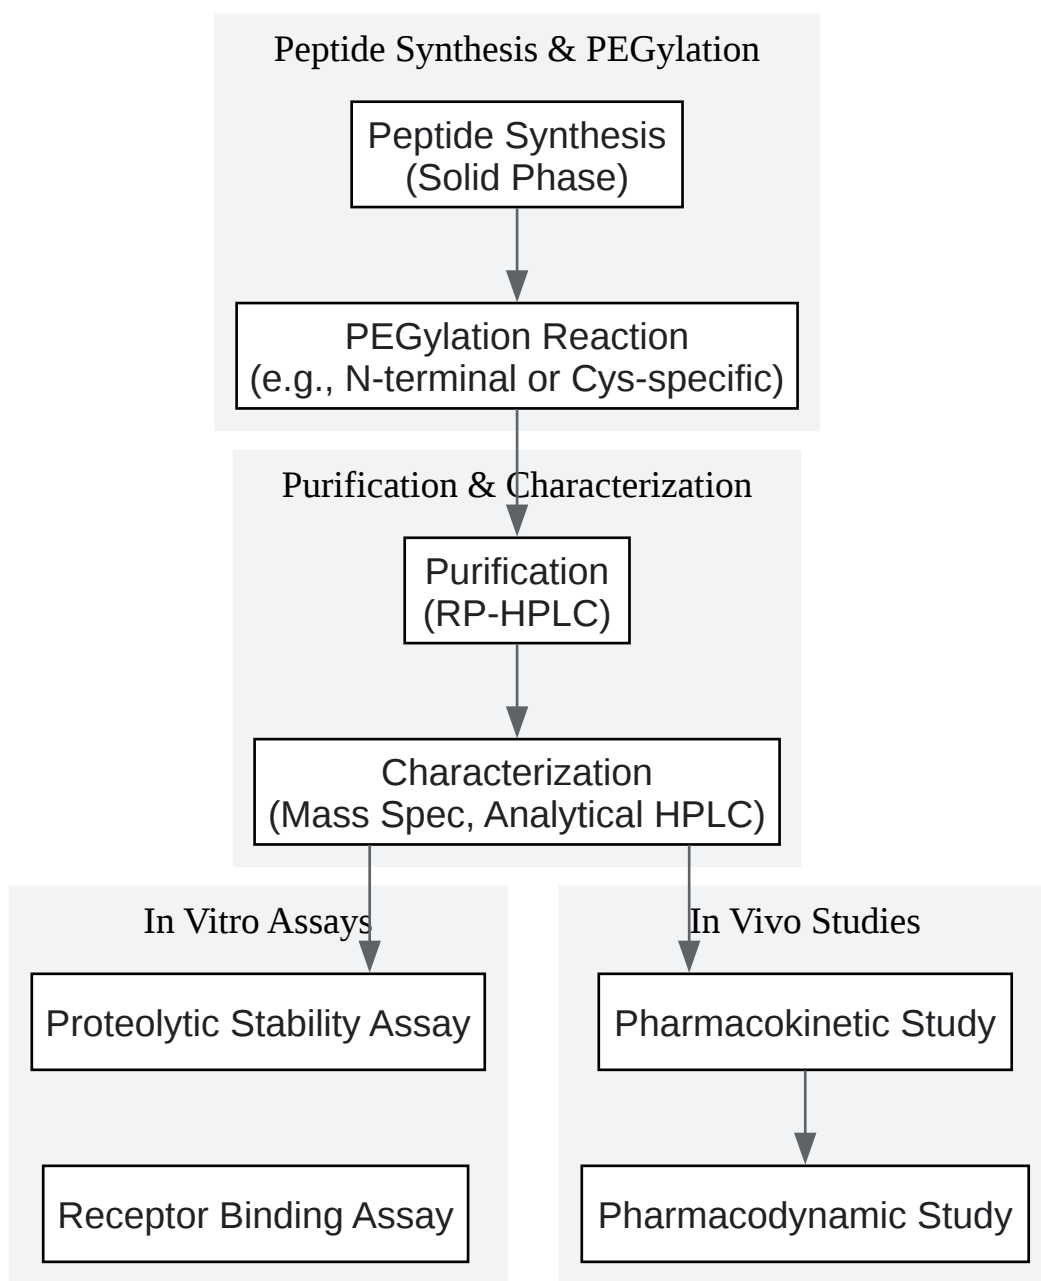 Peptide Synthesis & PEGylation
Peptide Synthesis
(Solid Phase)
PEGylation Reaction
(e.g., N-terminal or Cys-specific)
Purification & Characterization
Purification
(RP-HPLC)
Characterization
(Mass Spec, Analytical HPLC)
In Vitro Assays
Proteolytic Stability Assay
Receptor Binding Assay
In Vivo Studies
Pharmacokinetic Study
Pharmacodynamic Study